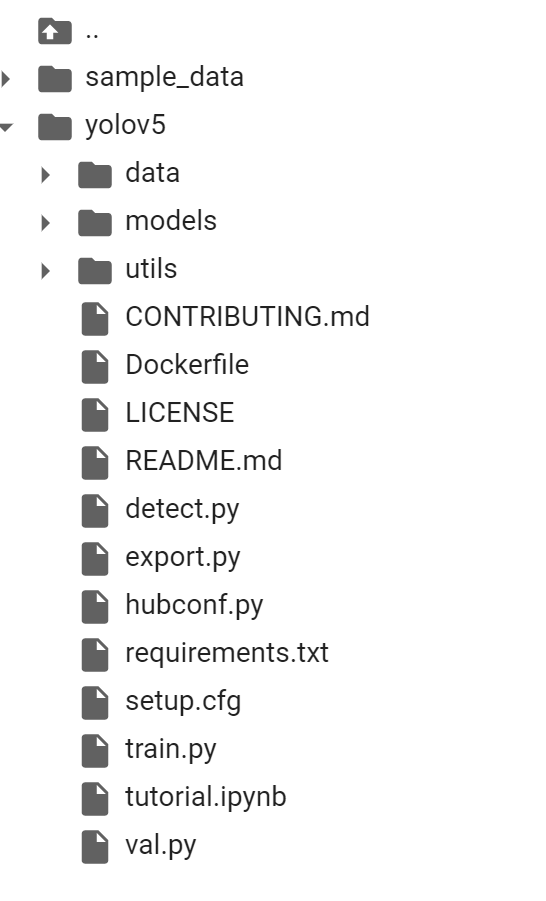 ..
sample_data
yolov5
data
models
utils
CONTRIBUTING.md
Dockerfile
LICENSE
README.md
detect.py
export.py
hubconf.py
requirements.txt
setup.cfg
train.py
tutorial.ipynb
val.py